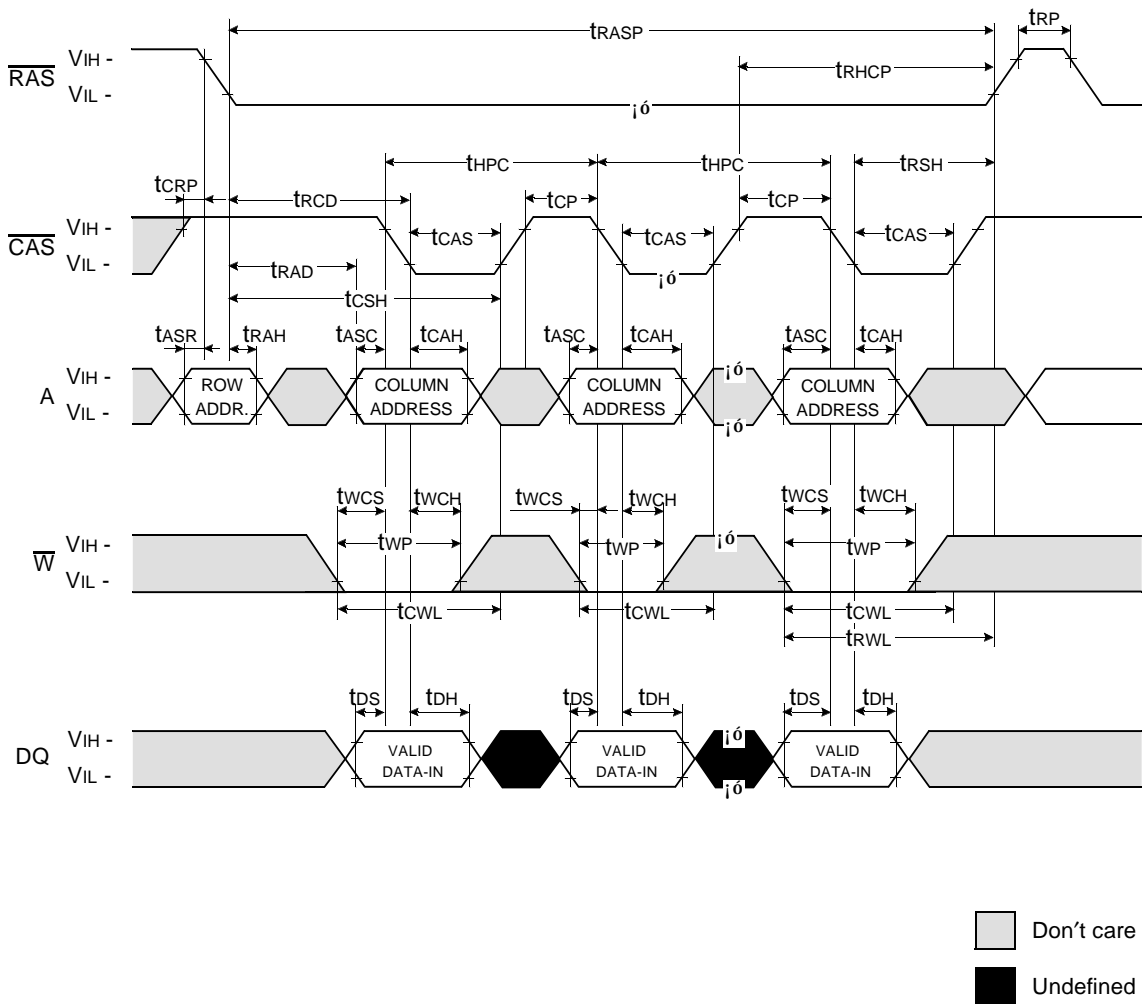 tRASP
tRP
RAS
VIH -
VIL -
tRHCP
¡ó
tHPC
tHPC
tRSH
tCRP
tRCD
tCP
tCP
CAS
VIH -
VIL -
tCAS
tCAS
tCAS
¡ó
tRAD
tCSH
tASR
tRAH
tASC
tCAH
tASC
tCAH
tASC
tCAH
A
VIH -
VIL -
ROW
ADDR.
COLUMN
ADDRESS
COLUMN
ADDRESS
¡ó
¡ó
COLUMN
ADDRESS
tWCS
tWCH
tWCS
tWCH
tWCS
tWCH
W
VIH -
VIL -
tWP
tWP
¡ó
tWP
tCWL
tCWL
tCWL
tRWL
tDS
tDH
tDS
tDH
tDS
tDH
DQ
VIH -
VIL -
VALID
DATA-IN
VALID
DATA-IN
¡ó
¡ó
VALID
DATA-IN
Don′t care
Undefined